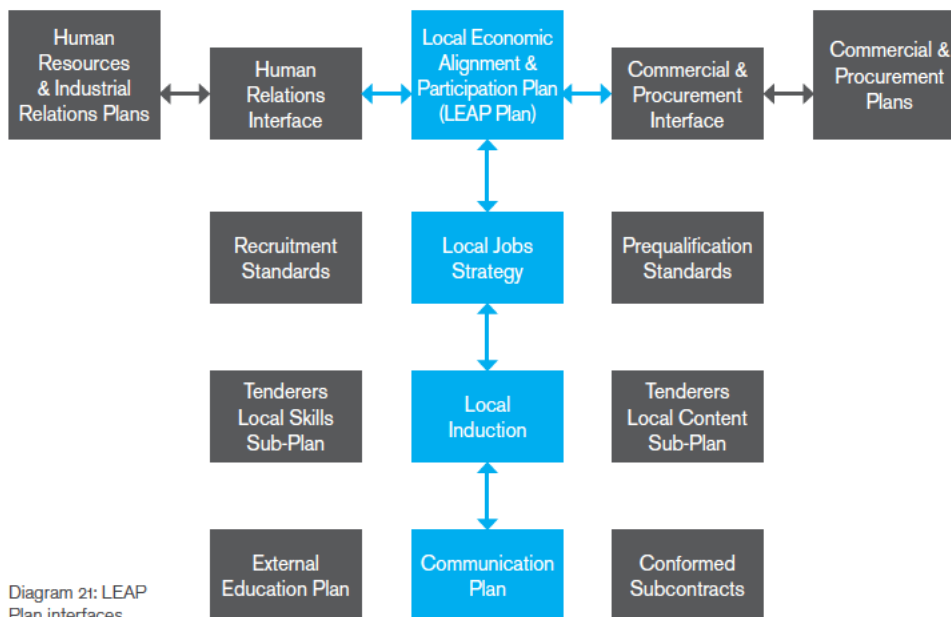 Human
Resources
& Industrial
Relations Plans
Human
Relations
Interface
Local Economic
Alignment &
Participation Plan
(LEAP Plan)
Commercial &
Procurement
Interface
Commercial &
Procurement
Plans
Recruitment
Standards
Local Jobs
Strategy
Prequalification
Standards
Tenderers
Local Skills
Sub-Plan
Local
Induction
Tenderers
Local Content
Sub-Plan
External
Education Plan
Communication
Plan
Conformed
Subcontracts
Diagram 21: LEAP
Plan interfaces